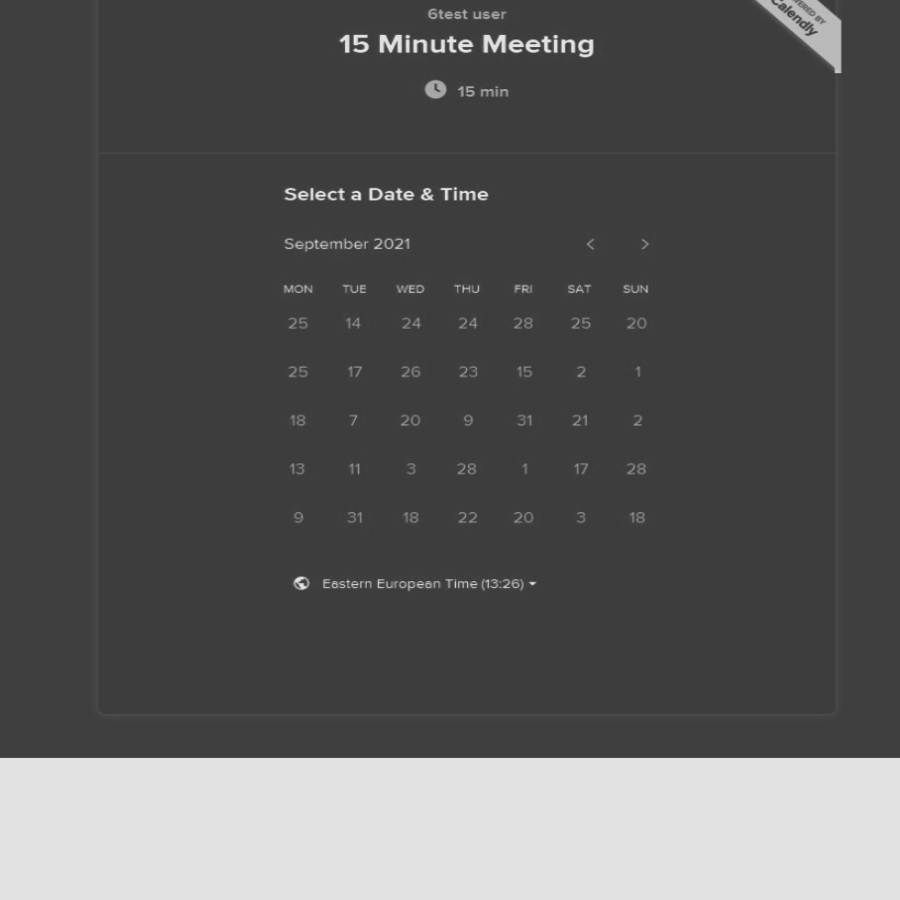 6test user
15 Minute Meeting
15 min
Calendly
Select a Date & Time
September 2021
MON TUE WED THU FRI SAT SUN
25 14 24 24 28 25 20
25 17 26 23 15 2 1
18 7 20 9 31 21 2
13 11 3 28 1 17 28
9 31 18 22 20 3 18
Eastern European Time (13:26)